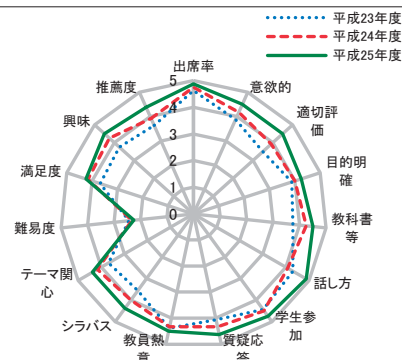 平成23年度
平成24年度
平成25年度
出席率
意欲的
適切評
価
目的明
確
教科書
等
話し方
学生参
加
質疑応
答
教員熱
意
シラバス
テーマ関
心
難易度
満足度
興味
推薦度
5
4
3
2
1
0